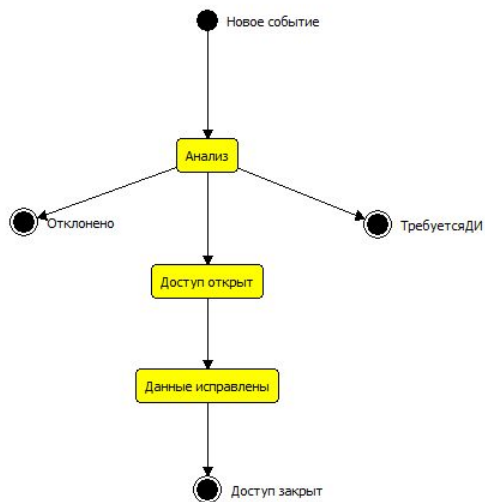 Новое событие
Анализ
Отклонено
ТребуетсяДИ
Доступ открыт
Данные исправлены
Доступ закрыт